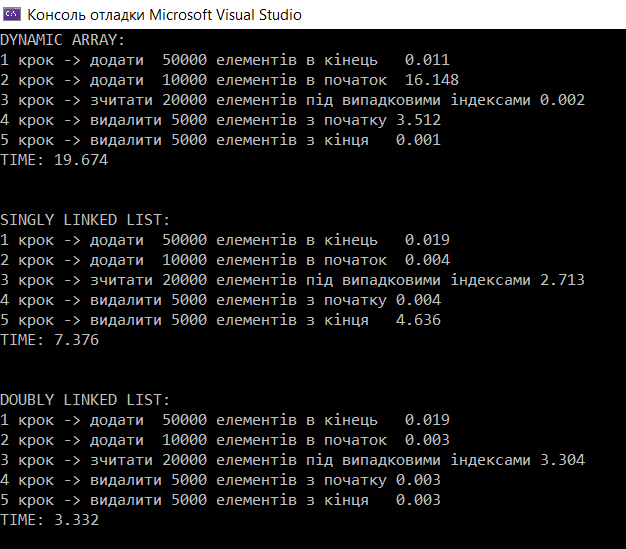 Консоль отладки Microsoft Visual Studio
DYNAMIC ARRAY:
1 крок -> додати  50000 елементів в кінець   0.011
2 крок -> додати  10000 елементів в початок  16.148
3 крок -> зчитати 20000 елементів під випадковими індексами 0.002
4 крок -> видалити 5000 елементів з початку 3.512
5 крок -> видалити 5000 елементів з кінця   0.001
TIME: 19.674
SINGLY LINKED LIST:
1 крок -> додати  50000 елементів в кінець   0.019
2 крок -> додати  10000 елементів в початок  0.004
3 крок -> зчитати 20000 елементів під випадковими індексами 2.713
4 крок -> видалити 5000 елементів з початку 0.004
5 крок -> видалити 5000 елементів з кінця   4.636
TIME: 7.376
DOUBLY LINKED LIST:
1 крок -> додати  50000 елементів в кінець   0.019
2 крок -> додати  10000 елементів в початок  0.003
3 крок -> зчитати 20000 елементів під випадковими індексами 3.304
4 крок -> видалити 5000 елементів з початку 0.003
5 крок -> видалити 5000 елементів з кінця   0.003
TIME: 3.332